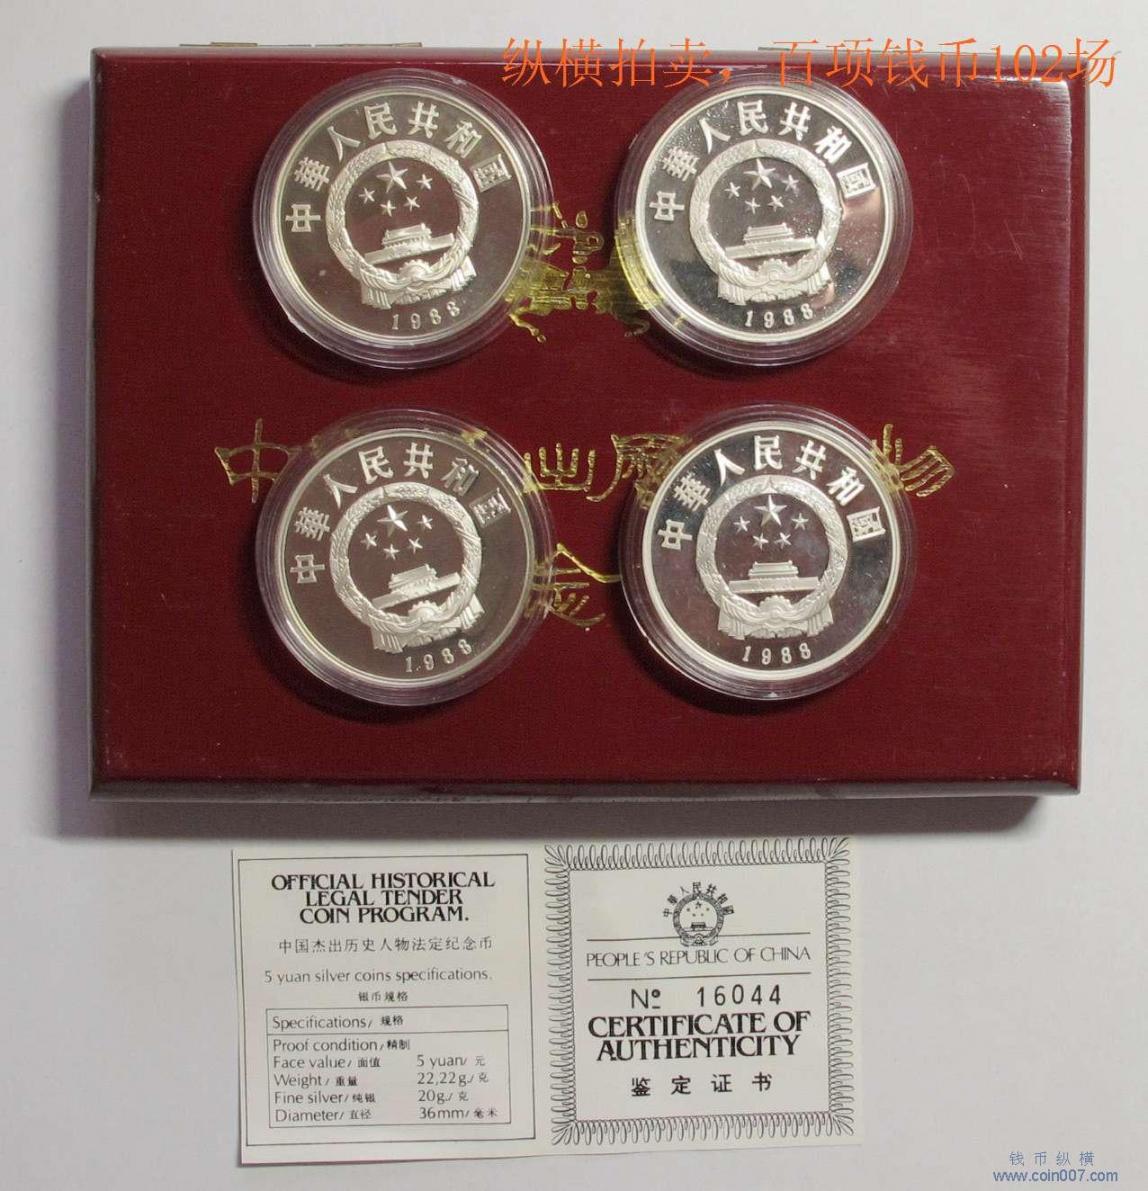 纵横拍卖，百项钱币102场
中華人民共和國
1988
中華人民共和國
1988
中華人民共和國
1988
中華人民共和國
1988
OFFICIAL HISTORICAL
LEGAL TENDER
COIN PROGRAM.
中国杰出历史人物法定纪念币
5 yuan silver coins specifications.
银币规格
Specifications/ 规格
Proof condition/精制
Face value/ 面值 5 yuan/ 元
Weight/ 重量 22,22g./ 克
Fine silver/纯银 20g./ 克
Diameter/ 直径 36mm/ 毫米
中华人民共和国
PEOPLE'S REPUBLIC OF CHINA
Nº 16044
CERTIFICATE OF
AUTHENTICITY
鉴定证书
钱币纵横
www.coin007.com